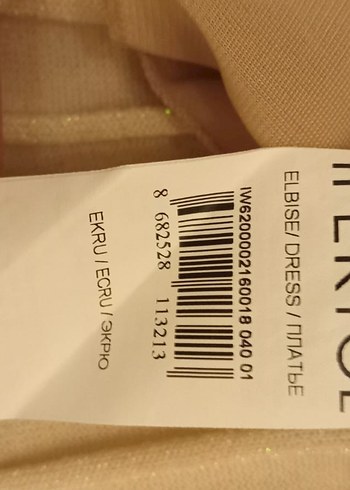 ELBISE/ DRESS / ПЛАТЬЕ
IW6200002160018 040 01
8 682528 113213
EKRU / ECRU / ЭКРЮ